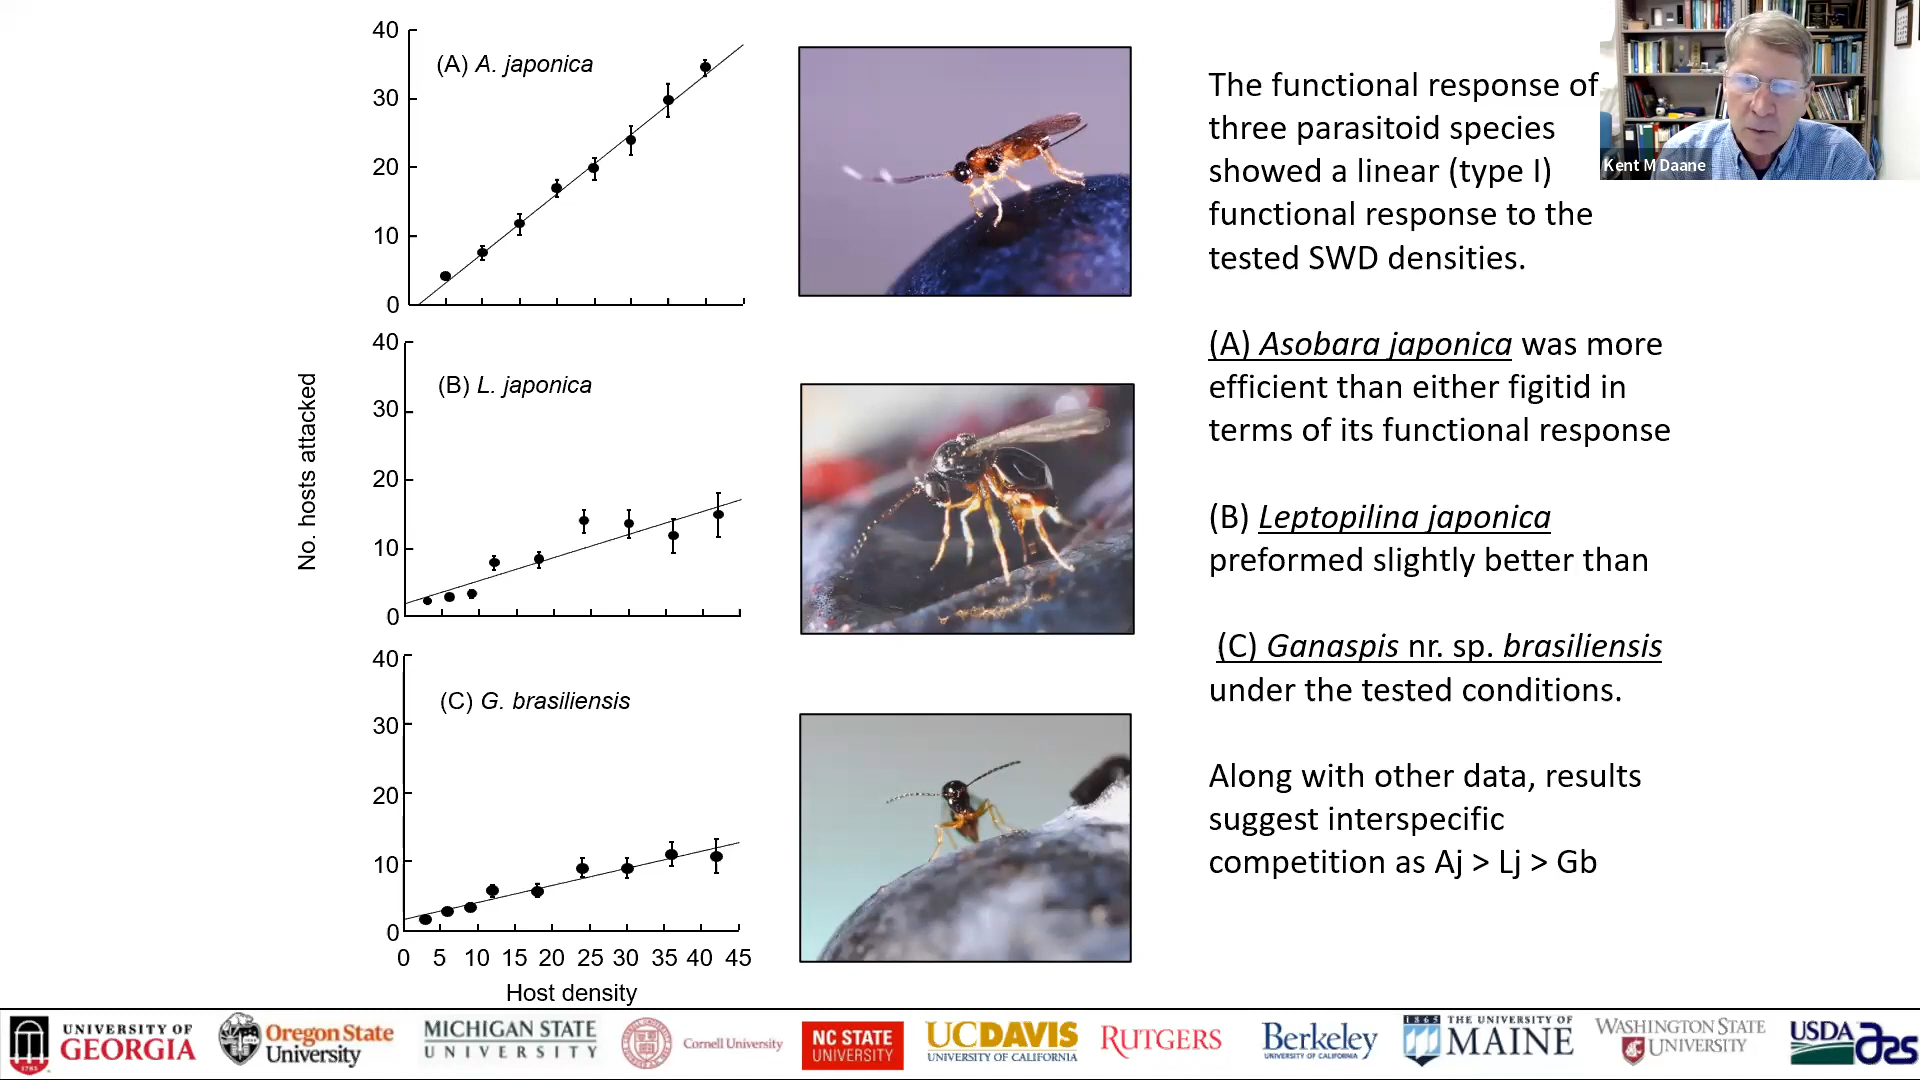 40
(A) A. japonica
30
20
10
0
40
(B) L. japonica
30
20
10
0
No. hosts attacked
40
(C) G. brasiliensis
30
20
10
0
0 5 10 15 20 25 30 35 40 45
Host density
The functional response of
three parasitoid species
showed a linear (type I)
functional response to the
tested SWD densities.
(A) Asobara japonica was more
efficient than either figitid in
terms of its functional response
(B) Leptopilina japonica
preformed slightly better than
(C) Ganaspis nr. sp. brasiliensis
under the tested conditions.
Along with other data, results
suggest interspecific
competition as Aj > Lj > Gb
Kent M Daane
1785
UNIVERSITY OF
GEORGIA
Oregon State
University
MICHIGAN STATE
UNIVERSITY
Cornell University
NC STATE
UNIVERSITY
UCDAVIS
UNIVERSITY OF CALIFORNIA
RUTGERS
Berkeley
UNIVERSITY OF CALIFORNIA
1865
THE UNIVERSITY OF
MAINE
WASHINGTON STATE
UNIVERSITY
USDA
ars